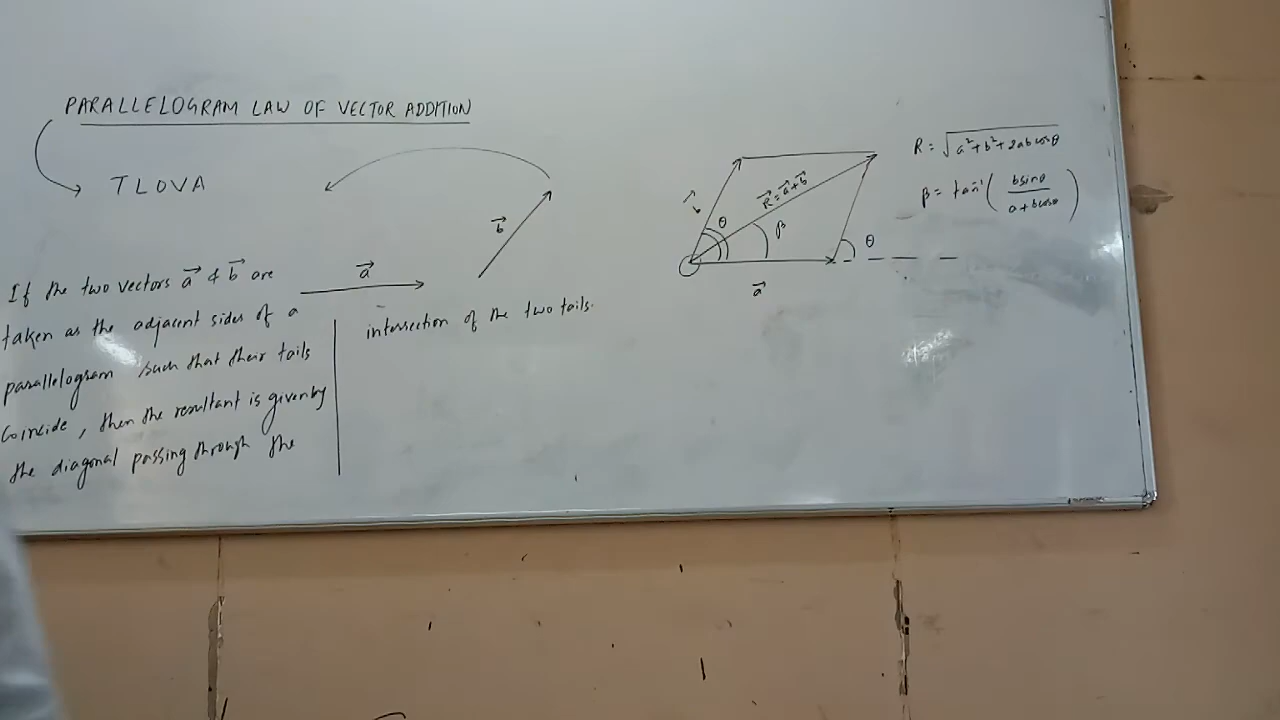 PARALLELOGRAM LAW OF VECTOR ADDITION
TLOVA
a⃗
b⃗
If the two vectors a⃗ & b⃗ are
taken as the adjacent sides of a
parallelogram such that their tails
coincide, then the resultant is given by
the diagonal passing through the
intersection of the two tails.
b⃗
θ
R⃗ = a⃗ + b⃗
β
θ
a⃗
R = √(a² + b² + 2ab cosθ)
β = tan⁻¹ (b sinθ / a + b cosθ)